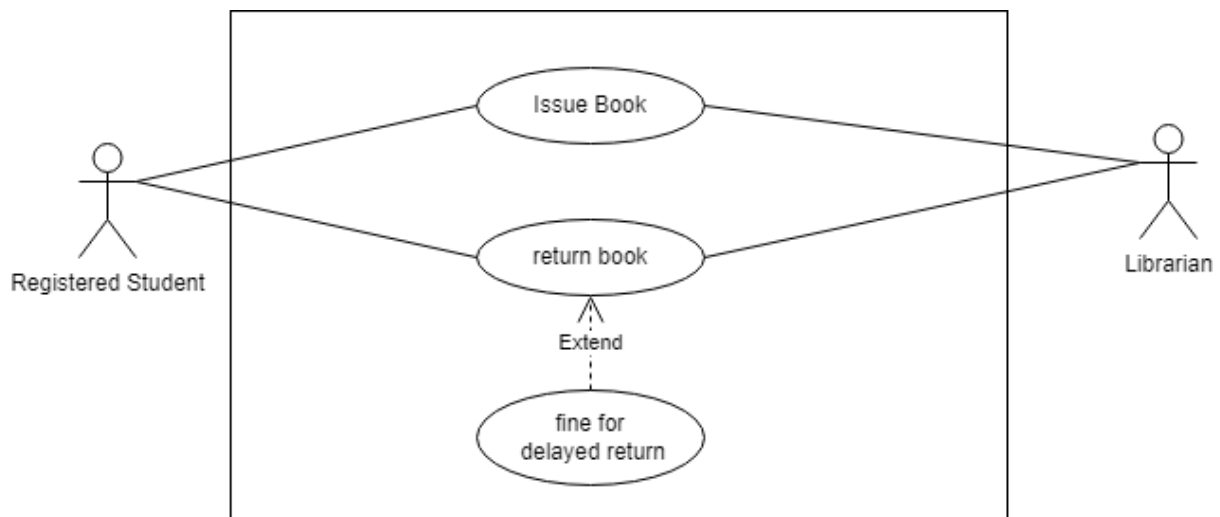 Issue Book
return book
Registered Student
Librarian
Extend
fine for
delayed return